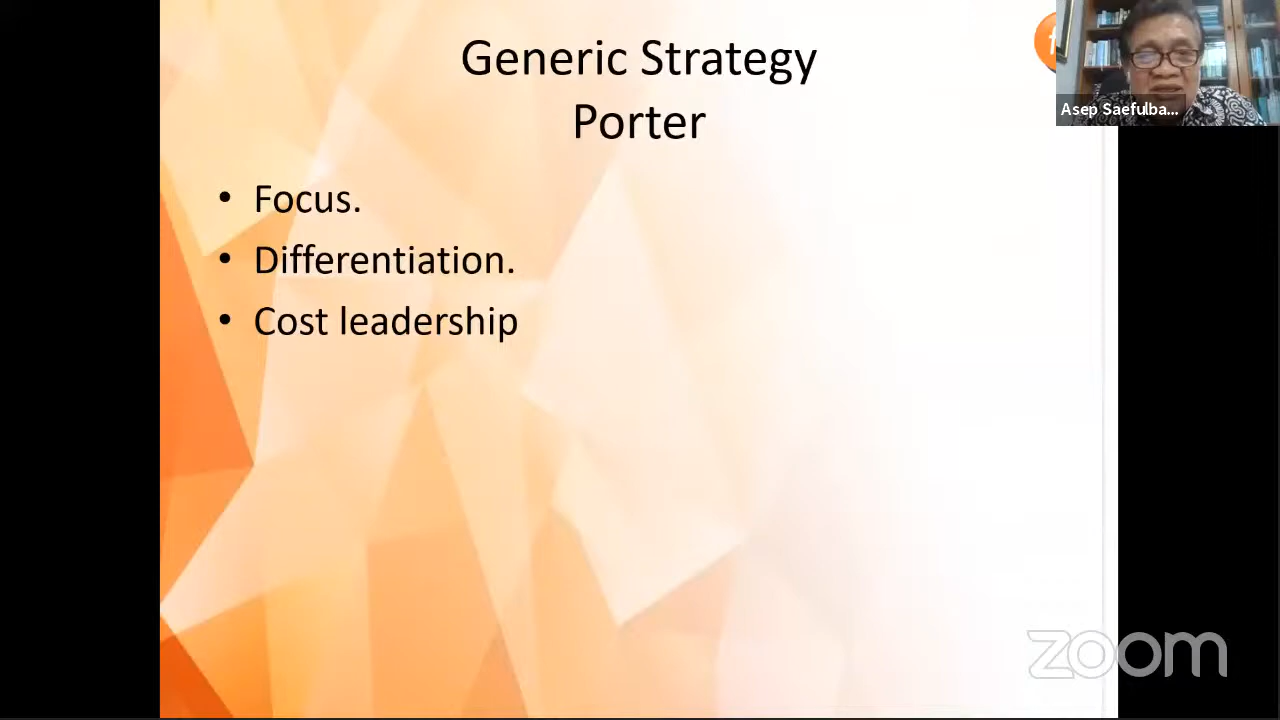 Generic Strategy
Porter
• Focus.
• Differentiation.
• Cost leadership
Asep Saefulba...
zoom